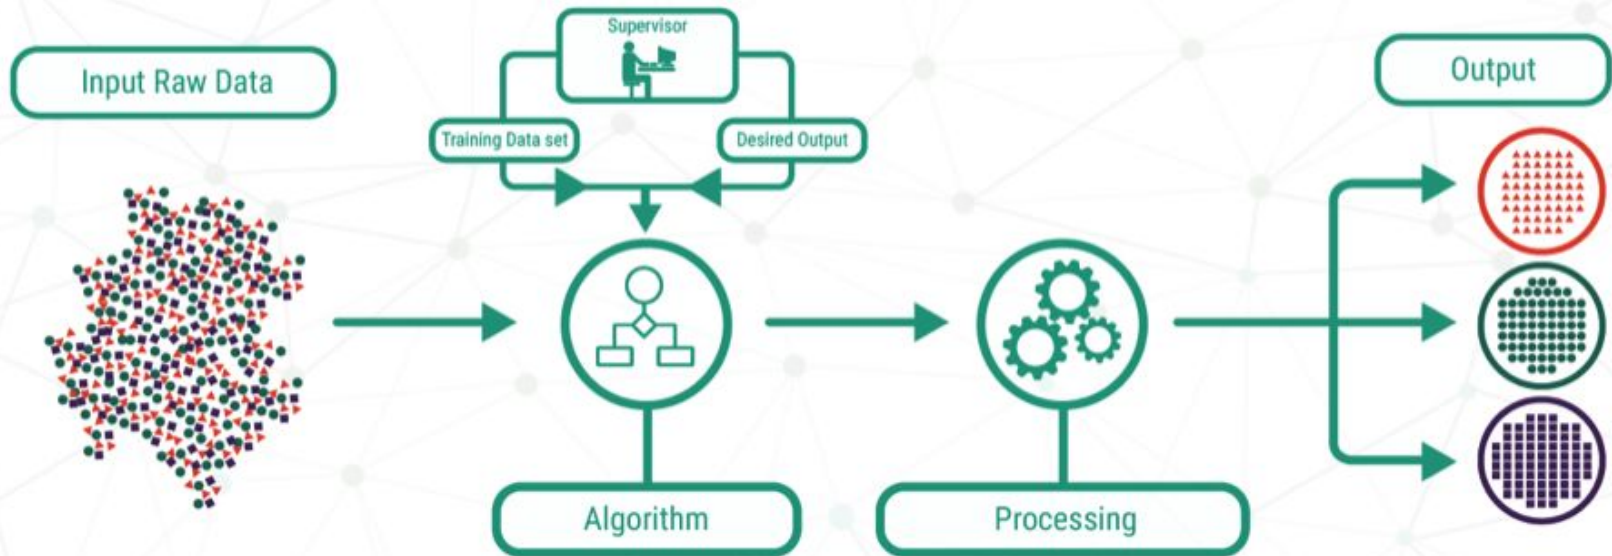 Input Raw Data
Supervisor
Training Data set
Desired Output
Output
Algorithm
Processing